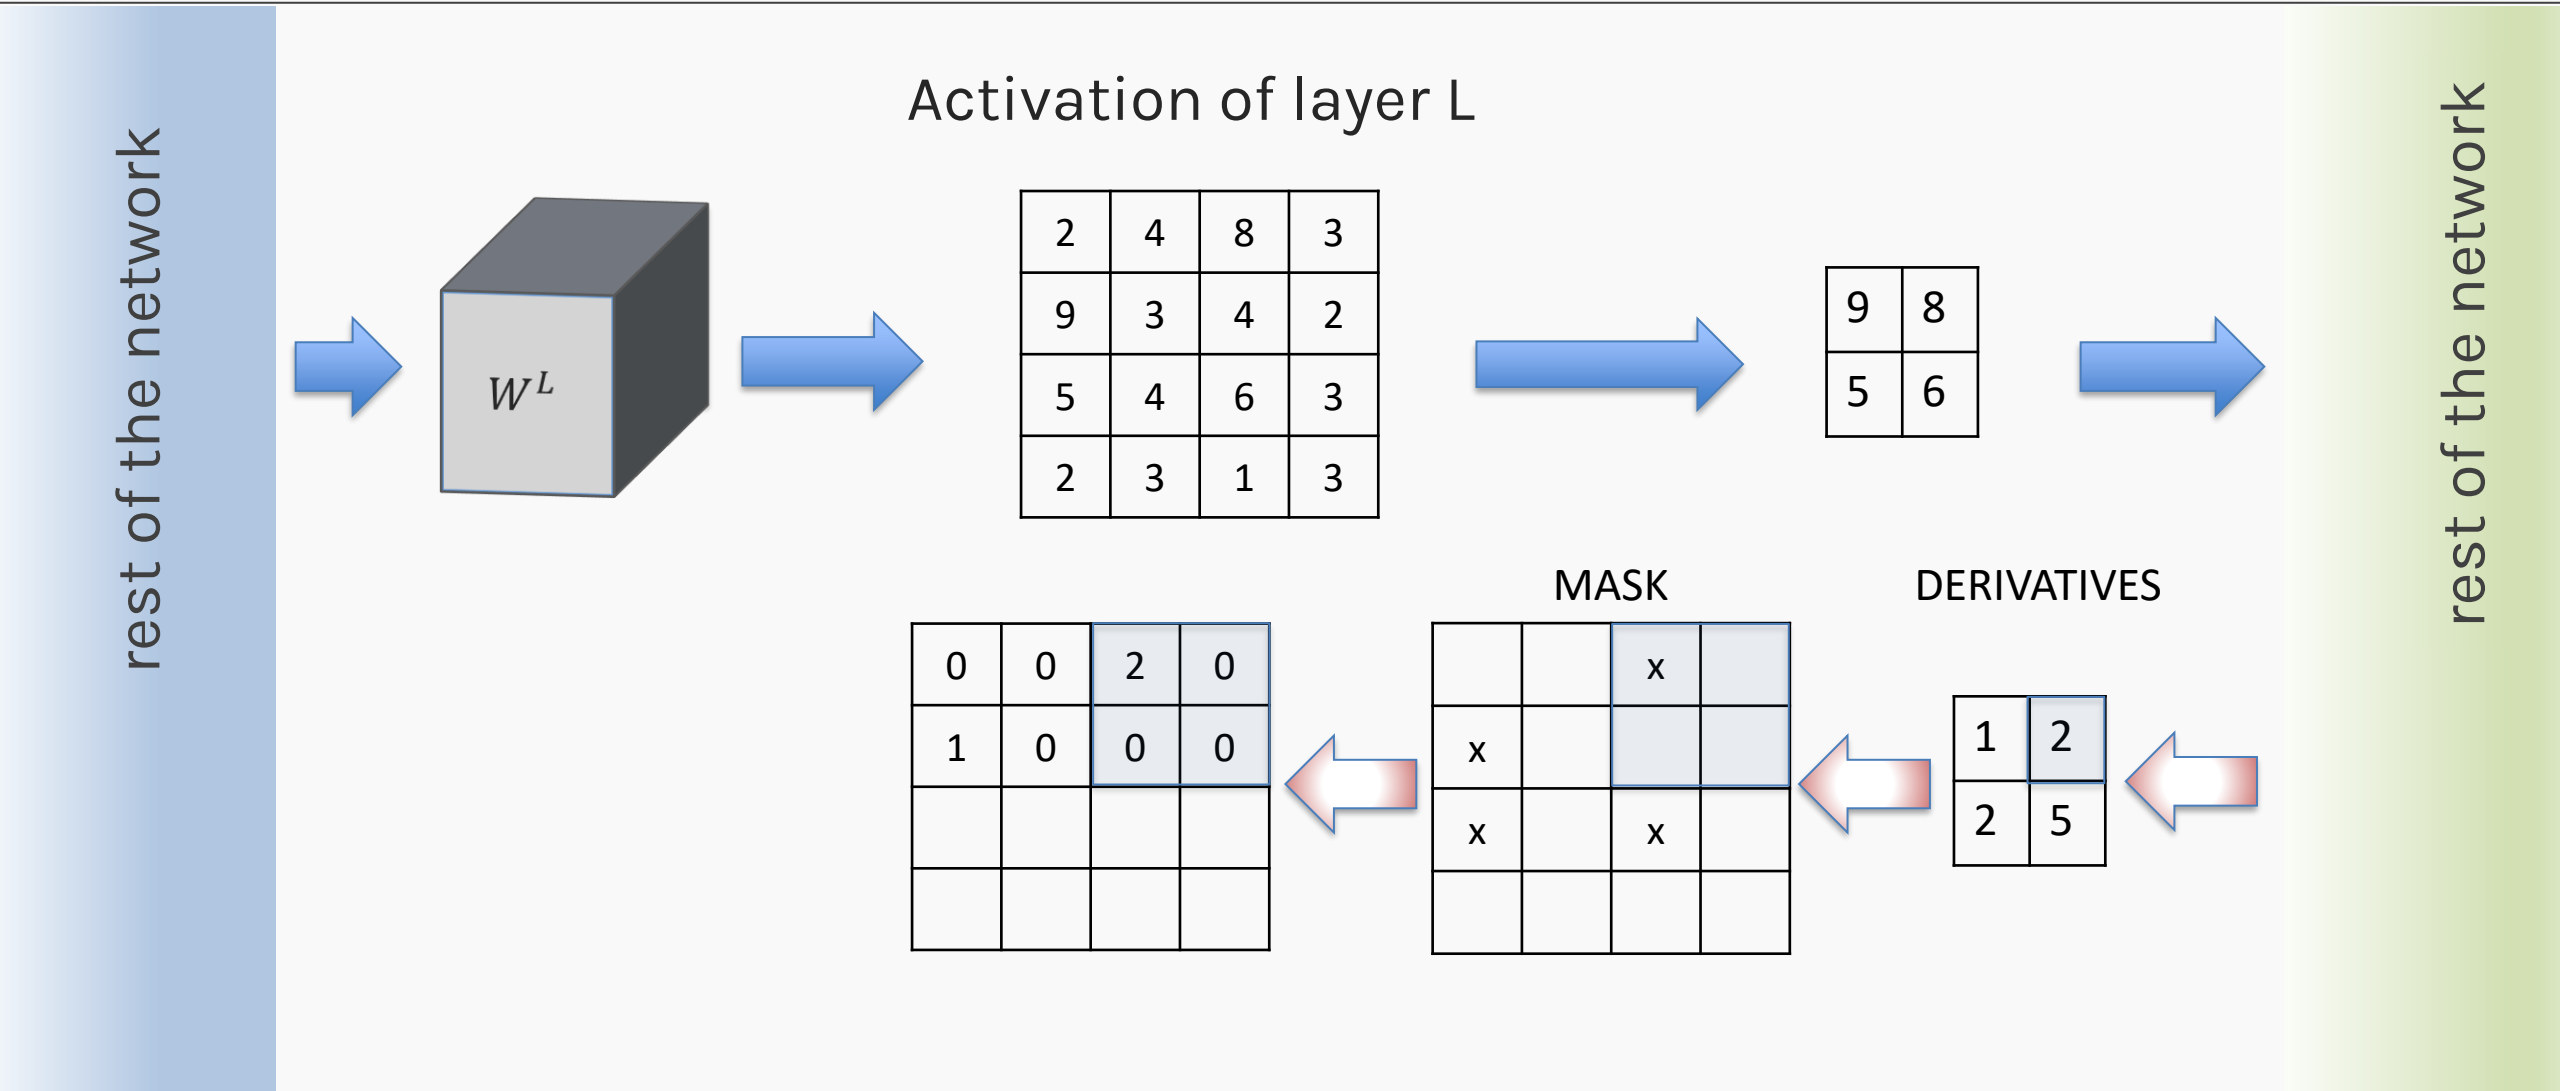 Activation of layer L
rest of the network
W^L
2 4 8 3
9 3 4 2
5 4 6 3
2 3 1 3
9 8
5 6
rest of the network
MASK
DERIVATIVES
0 0 2 0
1 0 0 0
x
x
x x
1 2
2 5